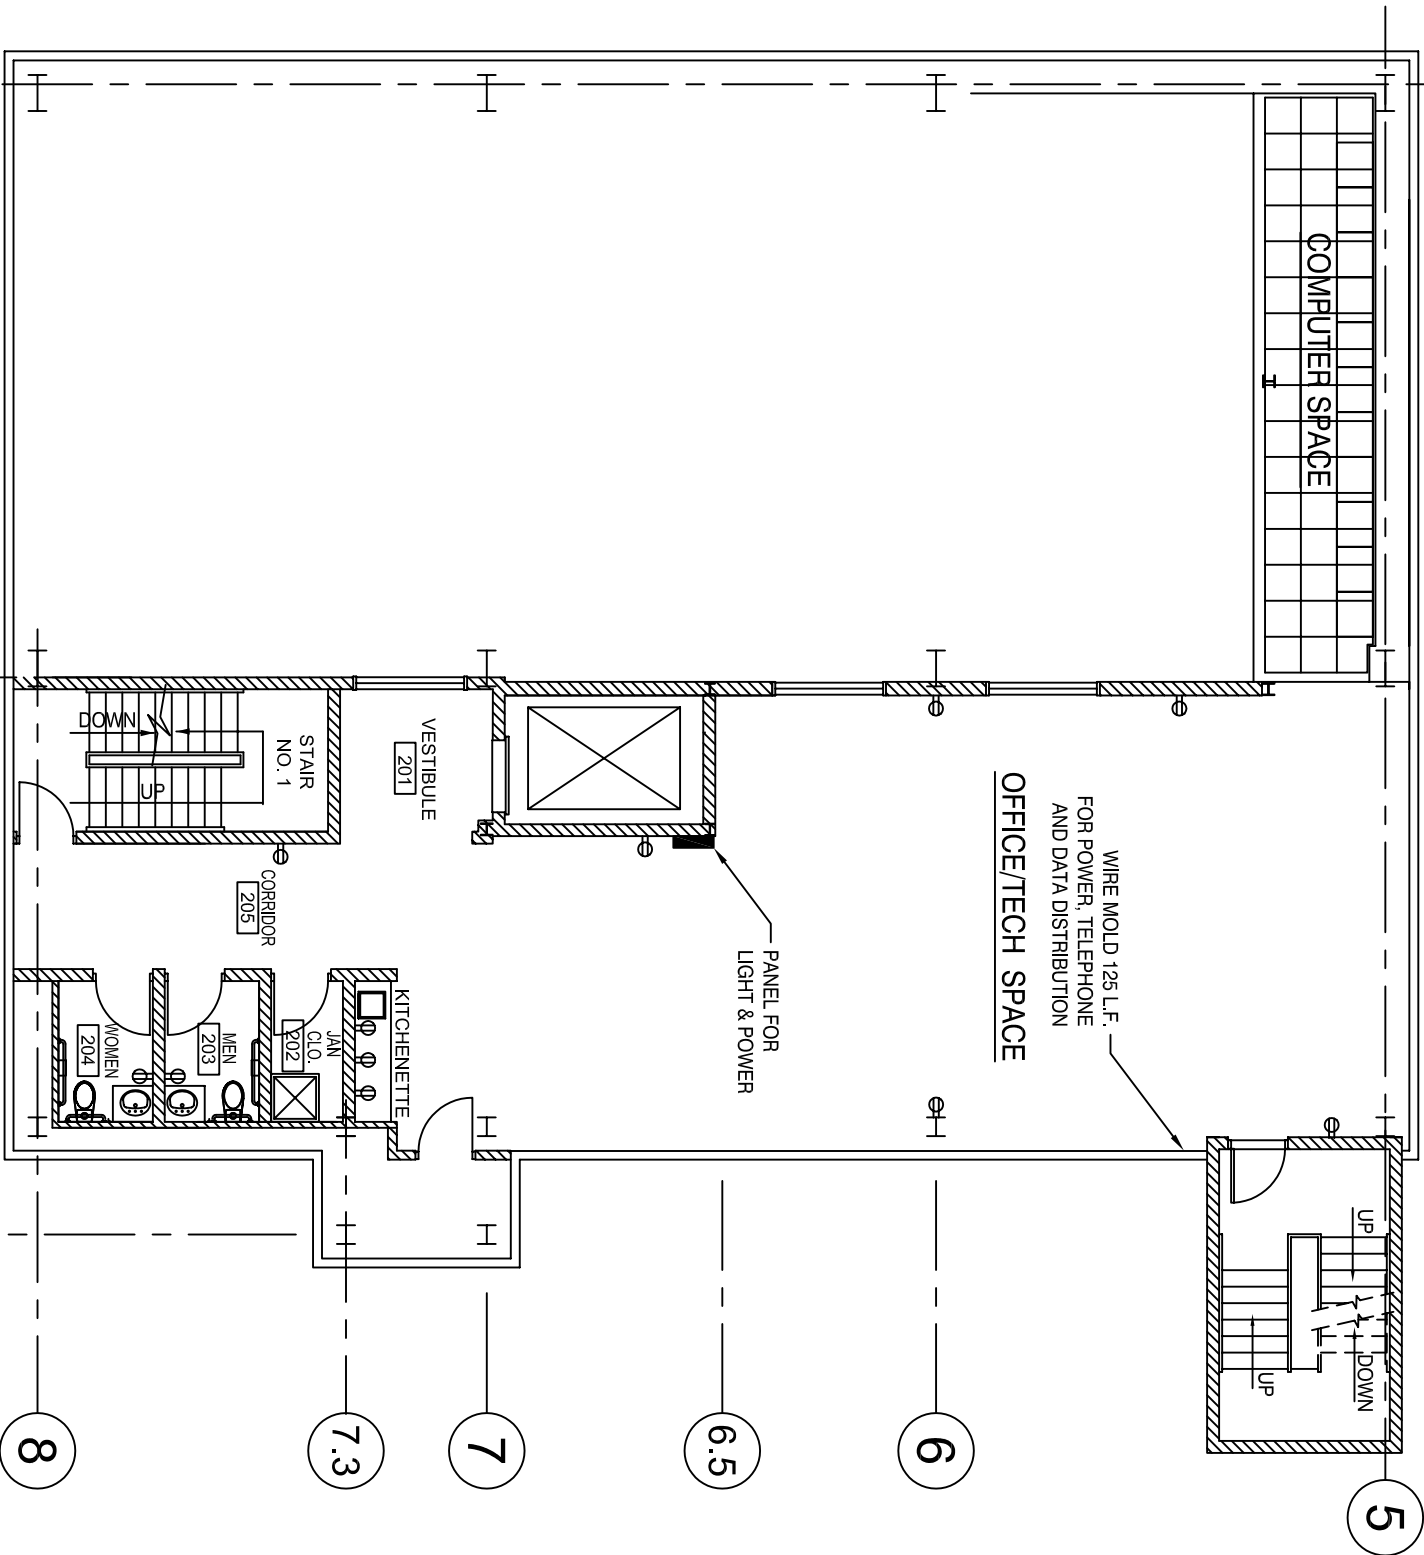 COMPUTER SPACE
WIRE MOLD 125 L.F.
FOR POWER, TELEPHONE
AND DATA DISTRIBUTION
OFFICE/TECH SPACE
PANEL FOR
LIGHT & POWER
VESTIBULE
201
STAIR
NO. 1
DOWN
UP
CORRIDOR
205
KITCHENETTE
JAN
CLO.
202
MEN
203
WOMEN
204
UP
DOWN
UP
5
6
6.5
7
7.3
8